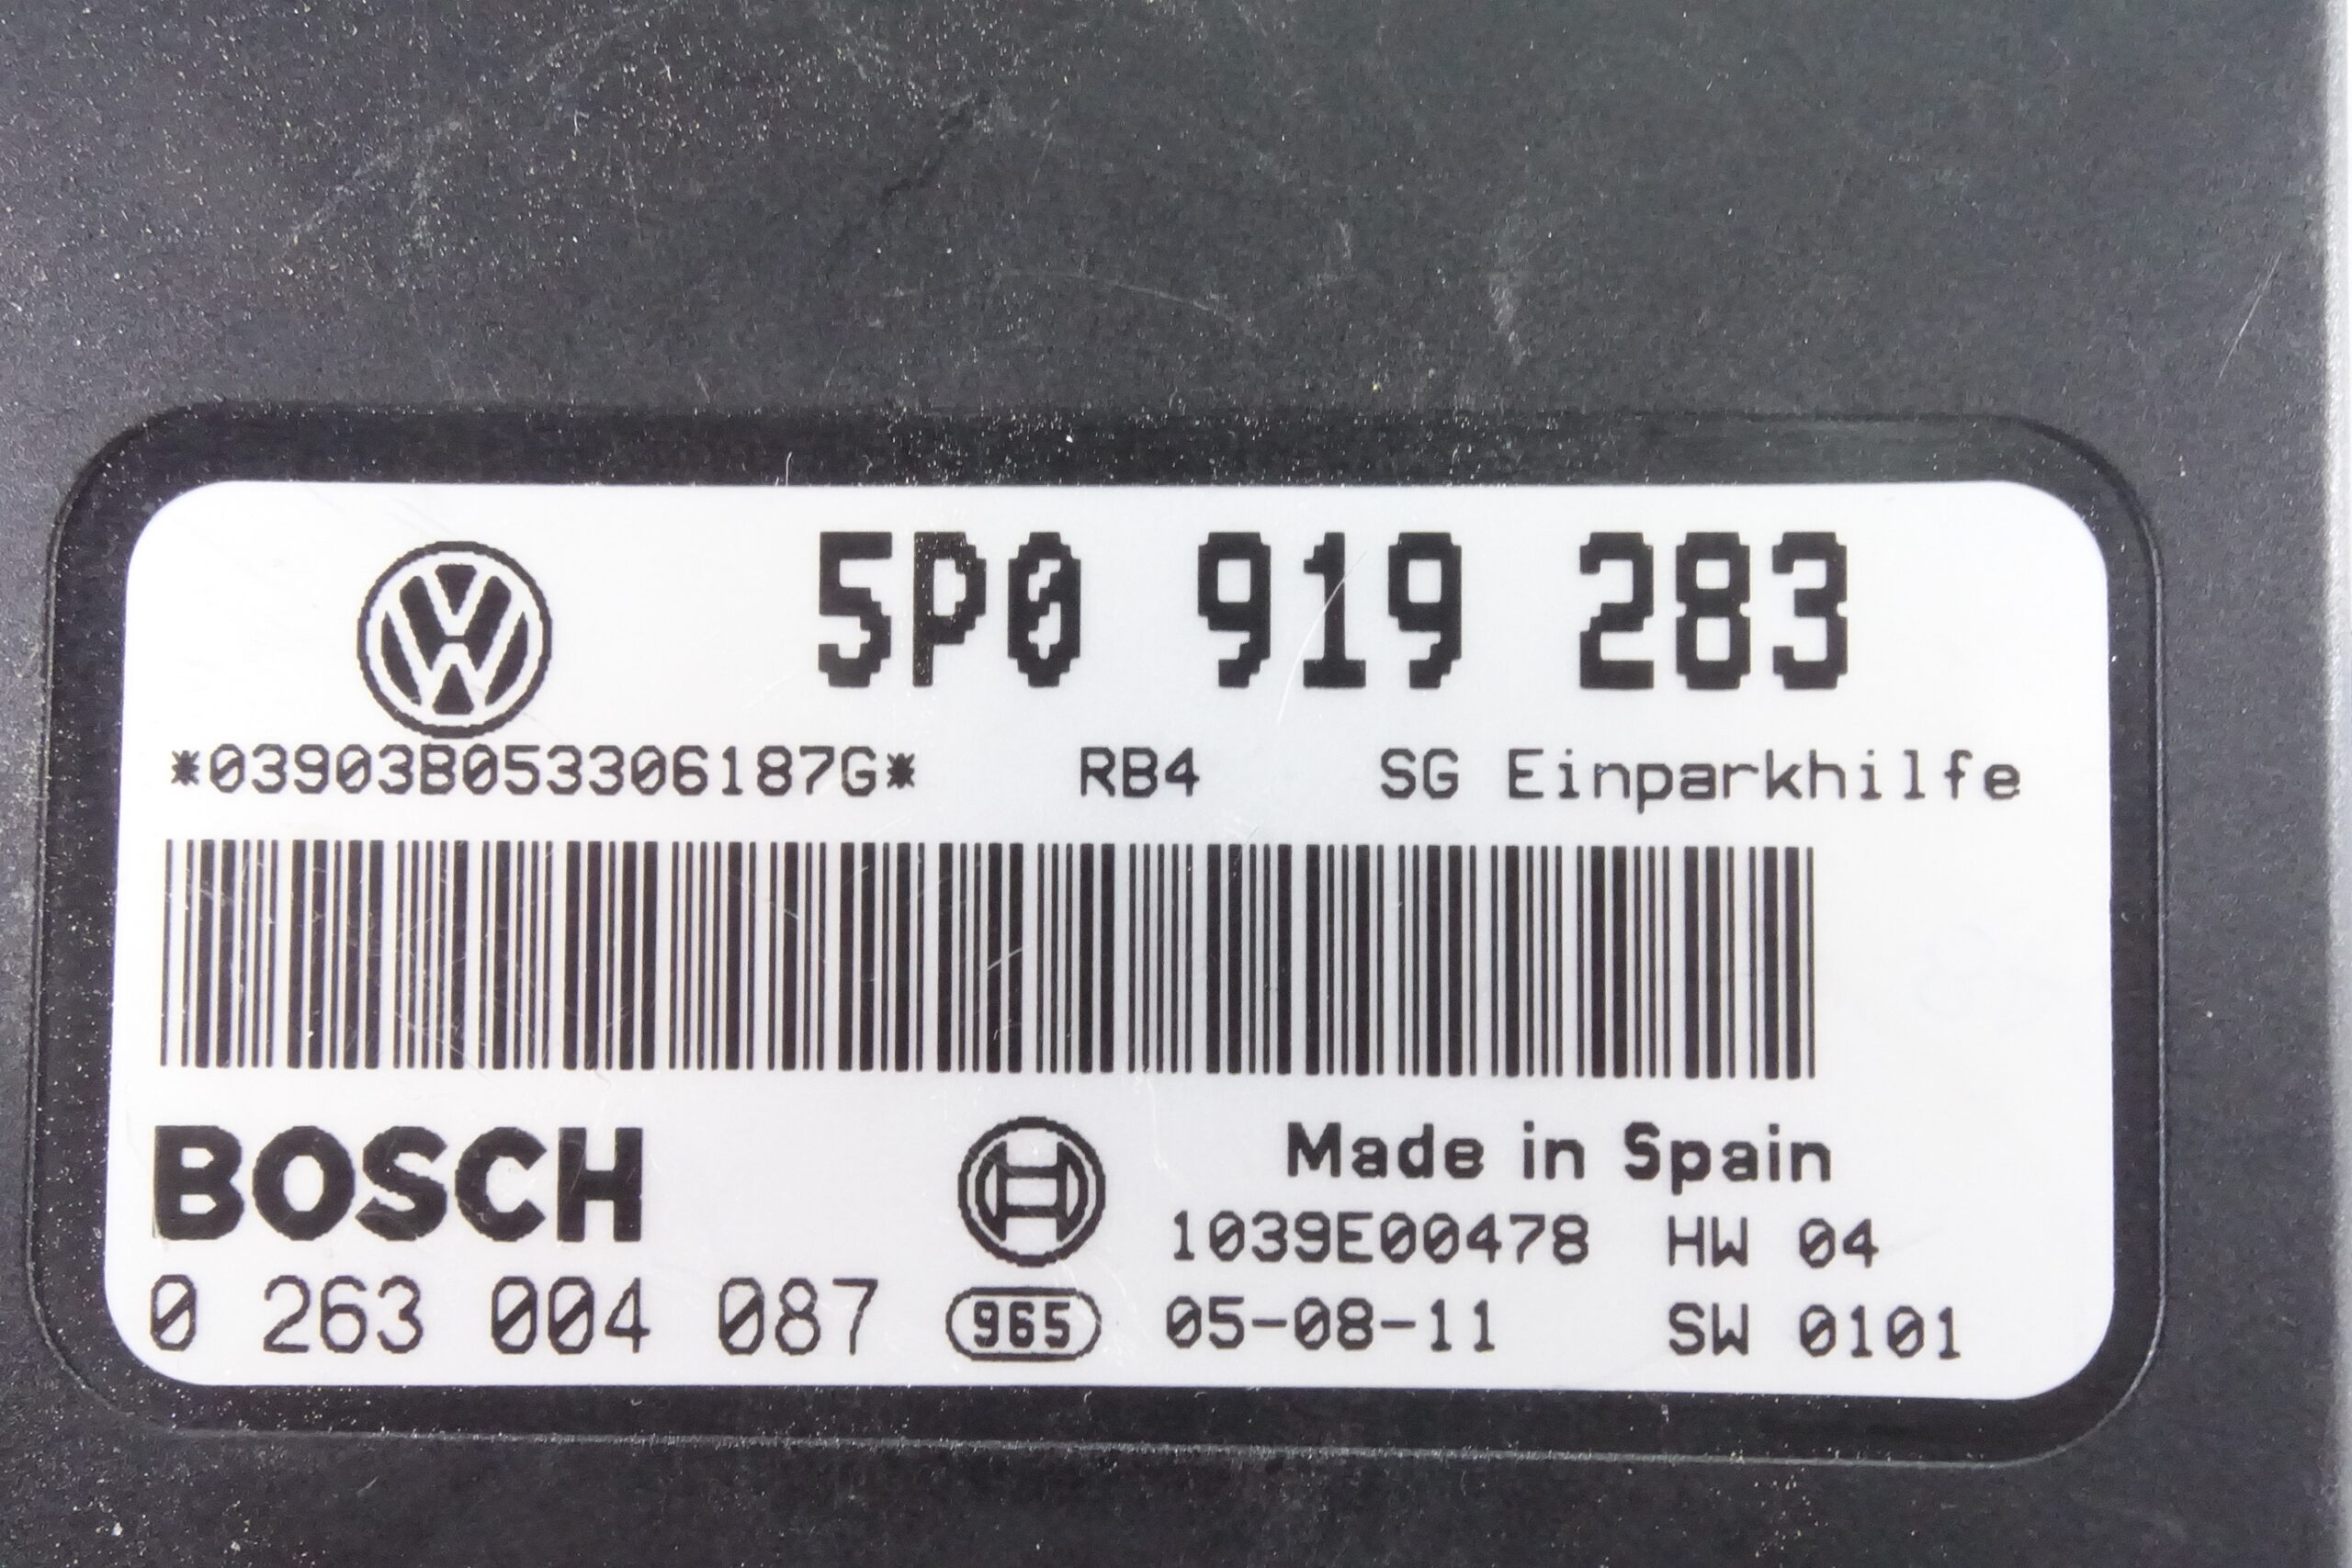 5P0 919 283
*03903B053306187G* RB4 SG Einparkhilfe
BOSCH
Made in Spain
1039E00478 HW 04
0 263 004 087 965 05-08-11 SW 0101